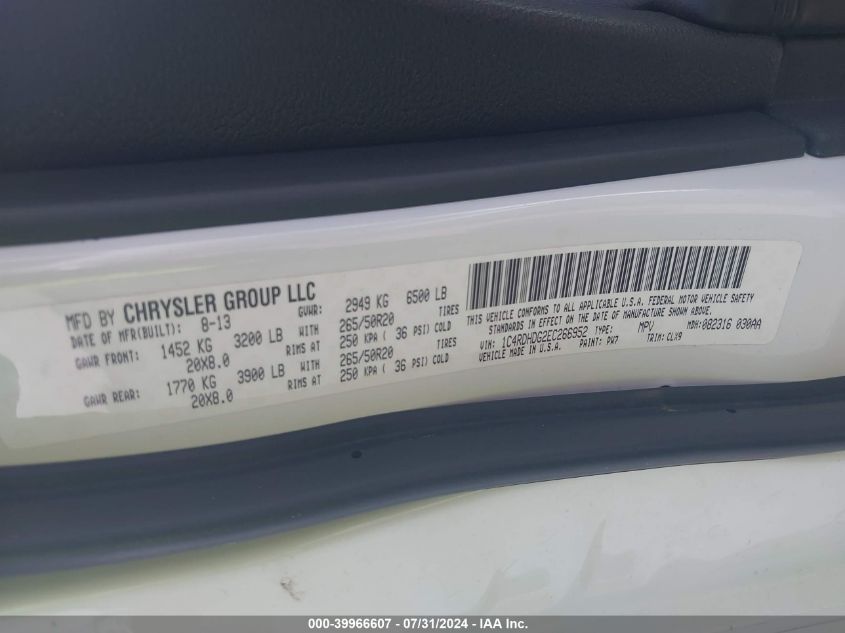 MFD BY CHRYSLER GROUP LLC
DATE OF MFR(BUILT): 8-13 GVWR: 2949 KG 6500 LB
GAWR FRONT: 1452 KG 3200 LB WITH 265/50R20 TIRES
20X8.0 RIMS AT 250 KPA ( 36 PSI) COLD
GAWR REAR: 1770 KG 3900 LB WITH 265/50R20 TIRES
20X8.0 RIMS AT 250 KPA ( 36 PSI) COLD
THIS VEHICLE CONFORMS TO ALL APPLICABLE U.S.A. FEDERAL MOTOR VEHICLE SAFETY
STANDARDS IN EFFECT ON THE DATE OF MANUFACTURE SHOWN ABOVE.
VIN: 1C4RDHDG2EC266952 TYPE: MPV MDH:082316 030AA
VEHICLE MADE IN U.S.A. PAINT: PW7 TRIM: CLX9
000-39966607 - 07/31/2024 - IAA Inc.